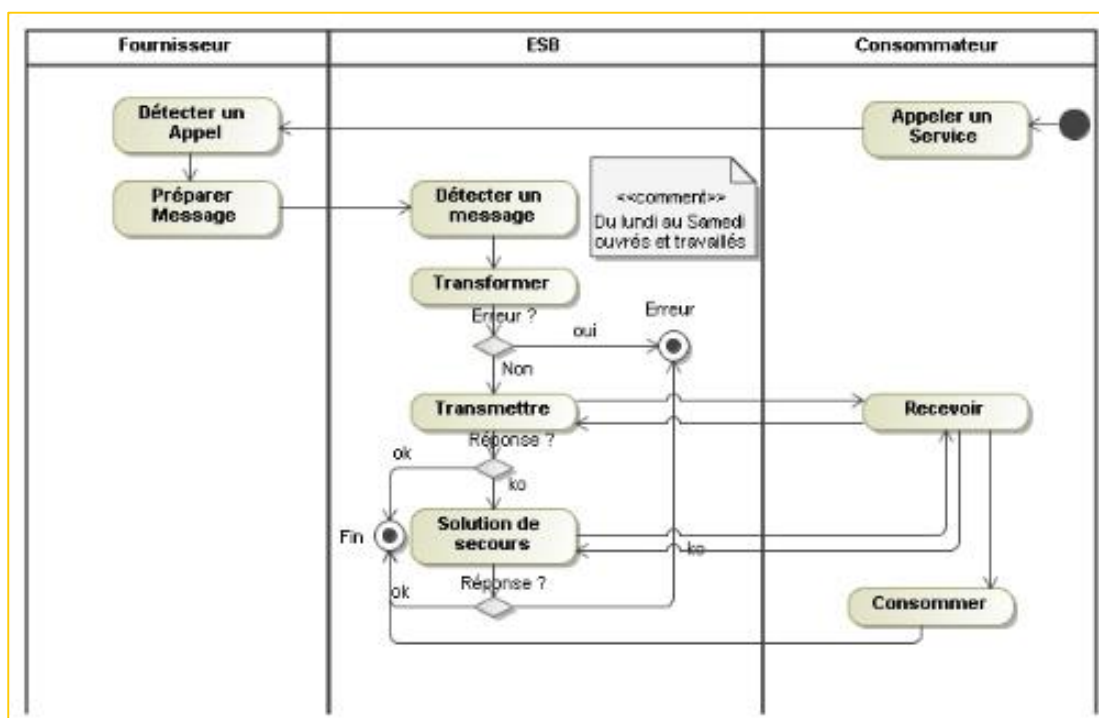 Fournisseur
ESB
Consommateur
Détecter un
Appel
Appeler un
Service
Préparer
Message
Détecter un
message
<<comment>>
Du lundi au Samedi
ouvrés et travaillés
Transformer
Erreur ?
Erreur
oui
Non
Transmettre
Recevoir
Réponse ?
ok
ko
Solution de
secours
Fin
ko
Réponse ?
ok
Consommer